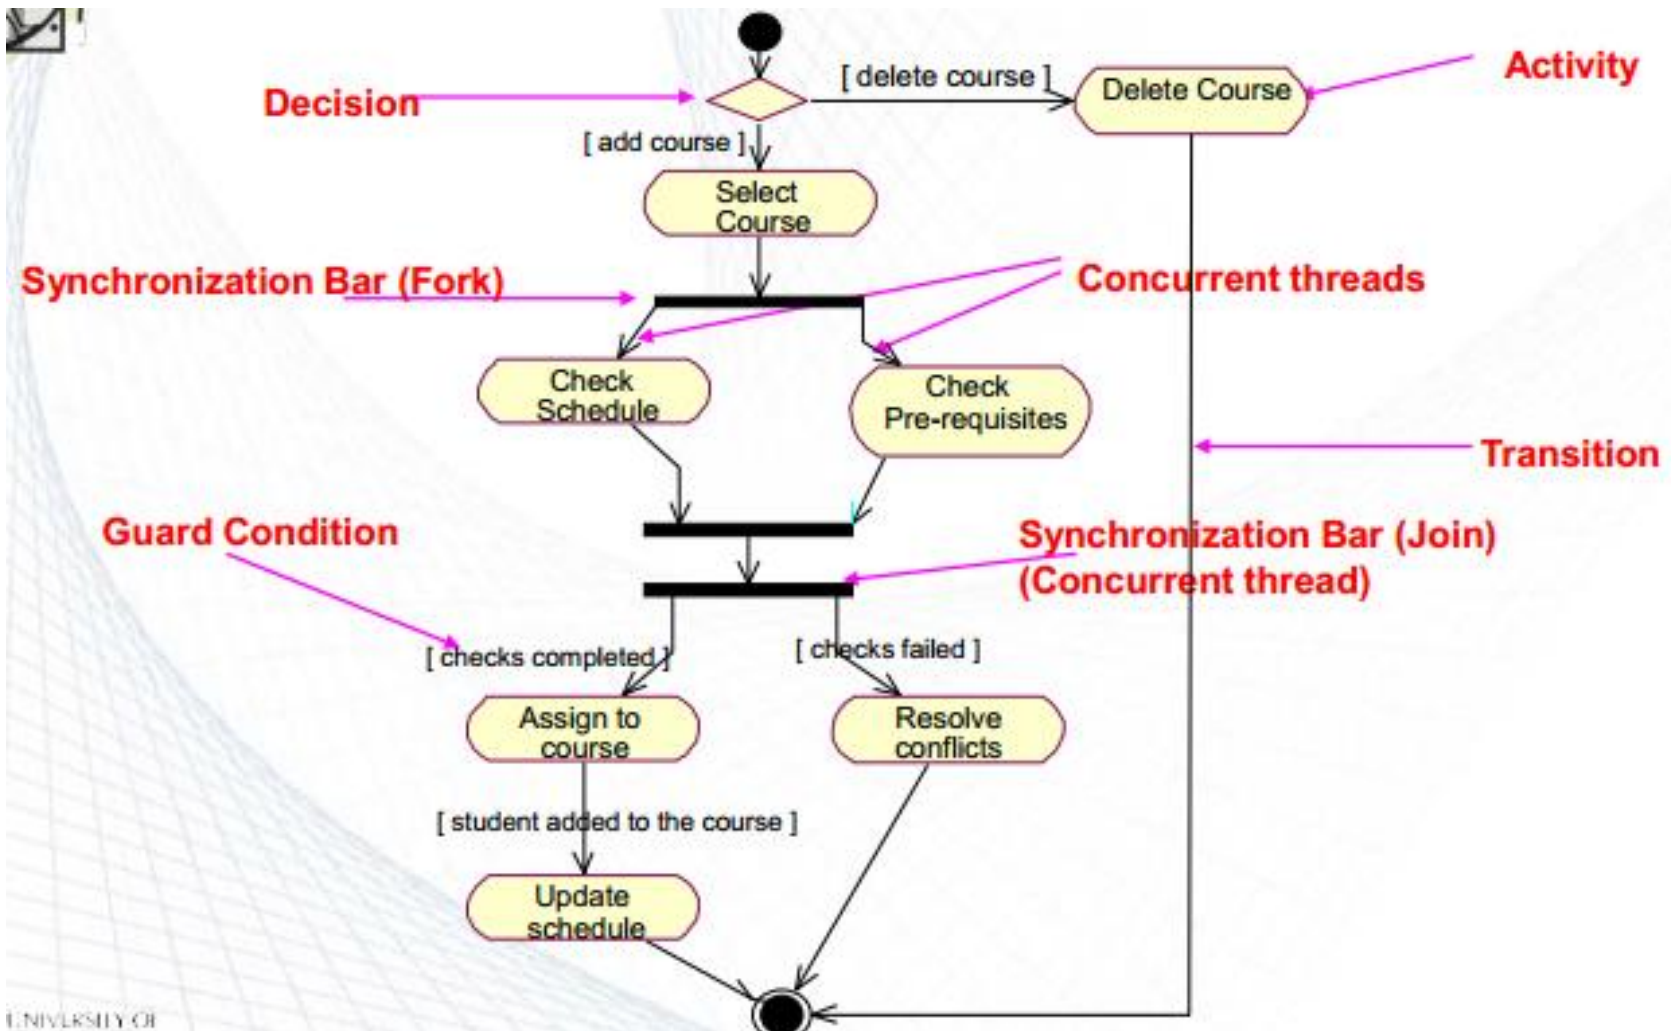 [ delete course ]
Delete Course
Activity
Decision
[ add course ]
Select
Course
Synchronization Bar (Fork)
Concurrent threads
Check
Schedule
Check
Pre-requisites
Transition
Guard Condition
Synchronization Bar (Join)
(Concurrent thread)
[ checks completed ]
[ checks failed ]
Assign to
course
Resolve
conflicts
[ student added to the course ]
Update
schedule
UNIVERSITY OF